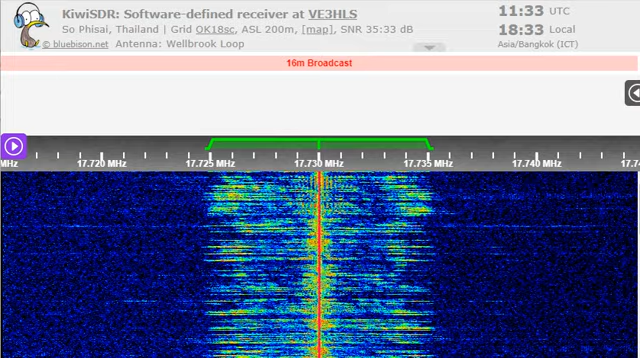 KiwiSDR: Software-defined receiver at VE3HLS
So Phisai, Thailand | Grid OK18sc, ASL 200m, [map], SNR 35:33 dB
© bluebison.net Antenna: Wellbrook Loop
11:33 UTC
18:33 Local
Asia/Bangkok (ICT)
16m Broadcast
MHz 17.720 MHz 17.725 MHz 17.730 MHz 17.735 MHz 17.740 MHz 17.74